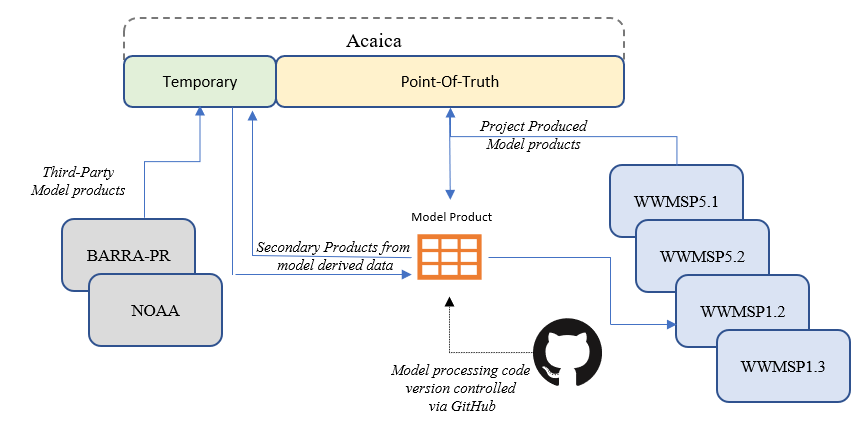 Acaica
Temporary
Point-Of-Truth
Project Produced
Model products
Third-Party
Model products
WWMSP5.1
Model Product
BARRA-PR
Secondary Products from
model derived data
WWMSP5.2
NOAA
WWMSP1.2
WWMSP1.3
Model processing code
version controlled
via GitHub